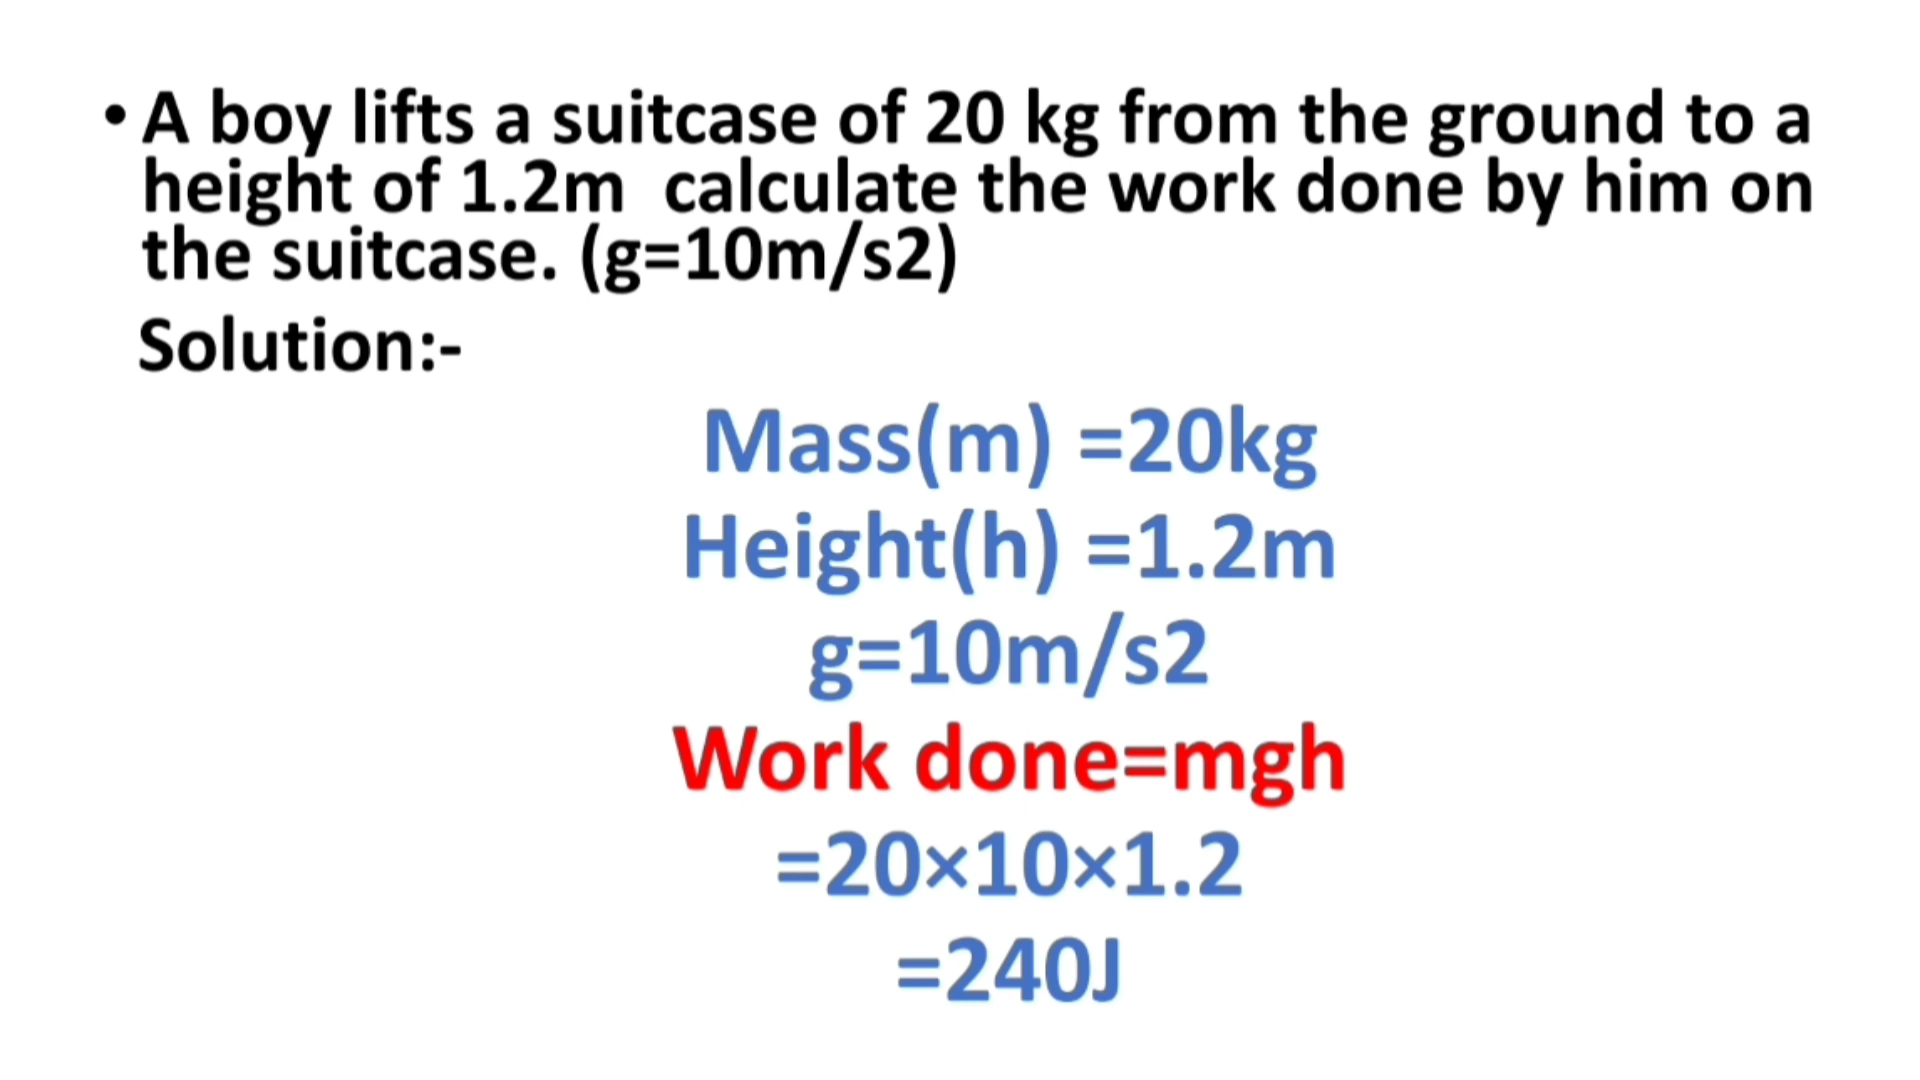 • A boy lifts a suitcase of 20 kg from the ground to a
height of 1.2m  calculate the work done by him on
the suitcase. (g=10m/s2)
Solution:-
Mass(m) =20kg
Height(h) =1.2m
g=10m/s2
Work done=mgh
=20×10×1.2
=240J